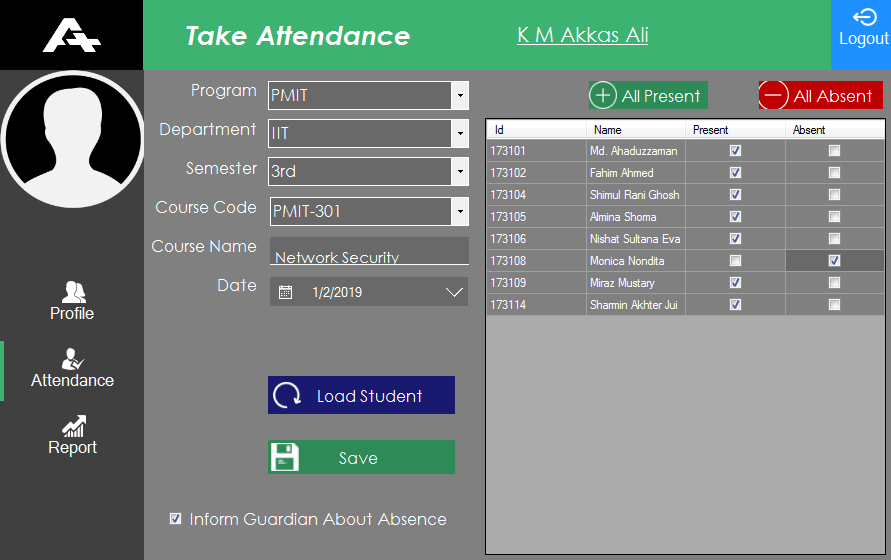 Take Attendance
K M Akkas Ali
Logout
Profile
Attendance
Report
Program
PMIT
Department
IIT
Semester
3rd
Course Code
PMIT-301
Course Name
Network Security
Date
1/2/2019
Load Student
Save
Inform Guardian About Absence
All Present
All Absent
Id Name Present Absent
173101 Md. Ahaduzzaman
173102 Fahim Ahmed
173104 Shimul Rani Ghosh
173105 Almina Shoma
173106 Nishat Sultana Eva
173108 Monica Nondita
173109 Miraz Mustary
173114 Sharmin Akhter Jui